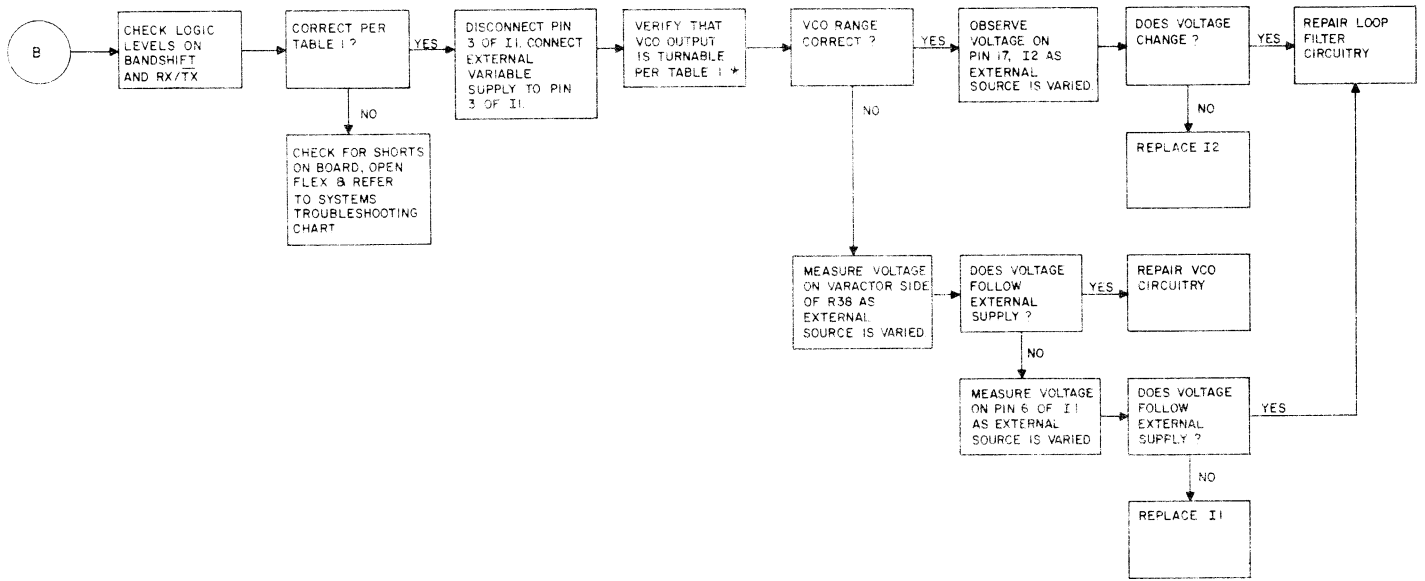 B
CHECK LOGIC
LEVELS ON
BANDSHIFT
AND RX/TX
CORRECT PER
TABLE 1 ?
YES
DISCONNECT PIN
3 OF I1. CONNECT
EXTERNAL
VARIABLE
SUPPLY TO PIN
3 OF I1.
VERIFY THAT
VCO OUTPUT
IS TURNABLE
PER TABLE 1 *
VCO RANGE
CORRECT ?
YES
OBSERVE
VOLTAGE ON
PIN 17, I2 AS
EXTERNAL
SOURCE IS VARIED.
DOES VOLTAGE
CHANGE ?
YES
REPAIR LOOP
FILTER
CIRCUITRY
NO
CHECK FOR SHORTS
ON BOARD, OPEN
FLEX & REFER
TO SYSTEMS
TROUBLESHOOTING
CHART
NO
NO
REPLACE I2
MEASURE VOLTAGE
ON VARACTOR SIDE
OF R38 AS
EXTERNAL
SOURCE IS VARIED
DOES VOLTAGE
FOLLOW
EXTERNAL
SUPPLY ?
YES
REPAIR VCO
CIRCUITRY
NO
MEASURE VOLTAGE
ON PIN 6 OF I1
AS EXTERNAL
SOURCE IS VARIED
DOES VOLTAGE
FOLLOW
EXTERNAL
SUPPLY ?
YES
NO
REPLACE I1